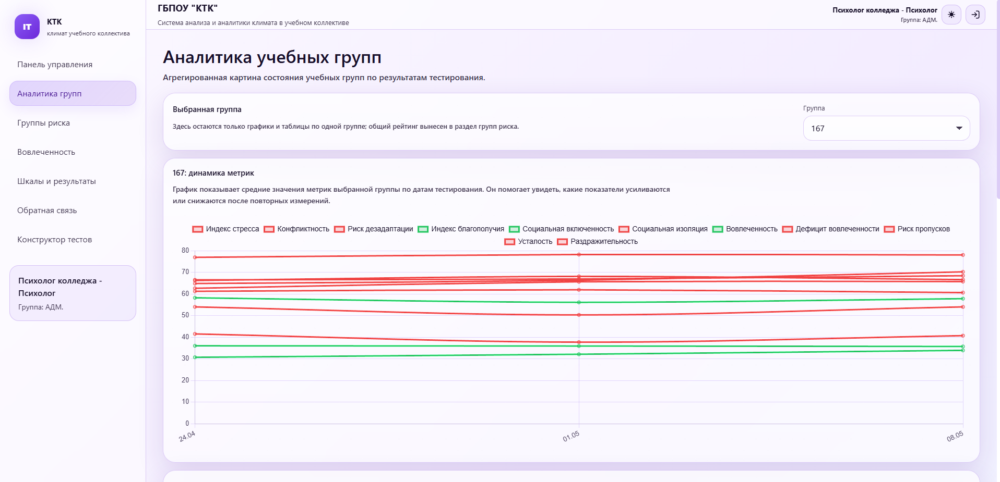 IT
КТК
климат учебного коллектива
Панель управления
Аналитика групп
Группы риска
Вовлеченность
Шкалы и результаты
Обратная связь
Конструктор тестов
Психолог колледжа -
Психолог
Группа: АДМ.
ГБПОУ "КТК"
Система анализа и аналитики климата в учебном коллективе
Психолог колледжа - Психолог
Группа: АДМ.
Аналитика учебных групп
Агрегированная картина состояния учебных групп по результатам тестирования.
Выбранная группа
Здесь остаются только графики и таблицы по одной группе; общий рейтинг вынесен в раздел групп риска.
Группа
167
167: динамика метрик
График показывает средние значения метрик выбранной группы по датам тестирования. Он помогает увидеть, какие показатели усиливаются
или снижаются после повторных измерений.
Индекс стресса Конфликтность Риск дезадаптации Индекс благополучия Социальная включенность Социальная изоляция Вовлеченность Дефицит вовлеченности Риск пропусков
Усталость Раздражительность
80
70
60
50
40
30
20
10
0
24.04 01.05 08.05